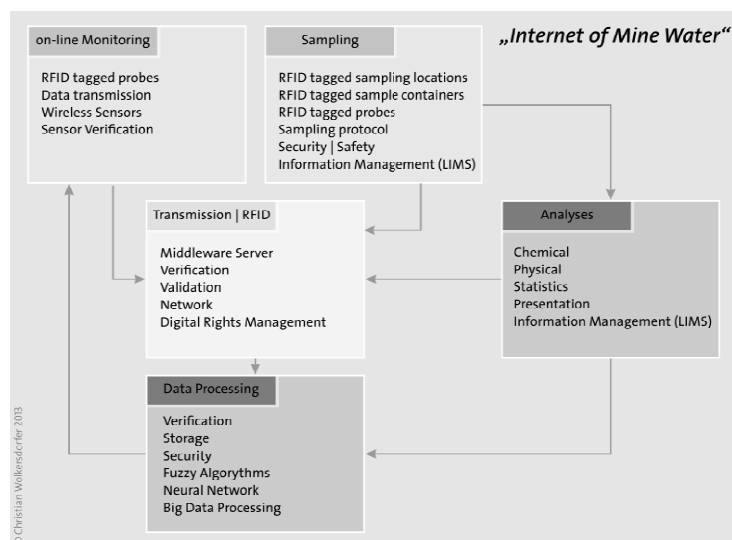 „Internet of Mine Water“
on-line Monitoring
RFID tagged probes
Data transmission
Wireless Sensors
Sensor Verification
Sampling
RFID tagged sampling locations
RFID tagged sample containers
RFID tagged probes
Sampling protocol
Security | Safety
Information Management (LIMS)
Transmission | RFID
Middleware Server
Verification
Validation
Network
Digital Rights Management
Analyses
Chemical
Physical
Statistics
Presentation
Information Management (LIMS)
Data Processing
Verification
Storage
Security
Fuzzy Algorythms
Neural Network
Big Data Processing
© Christian Wolkersdorfer 2013